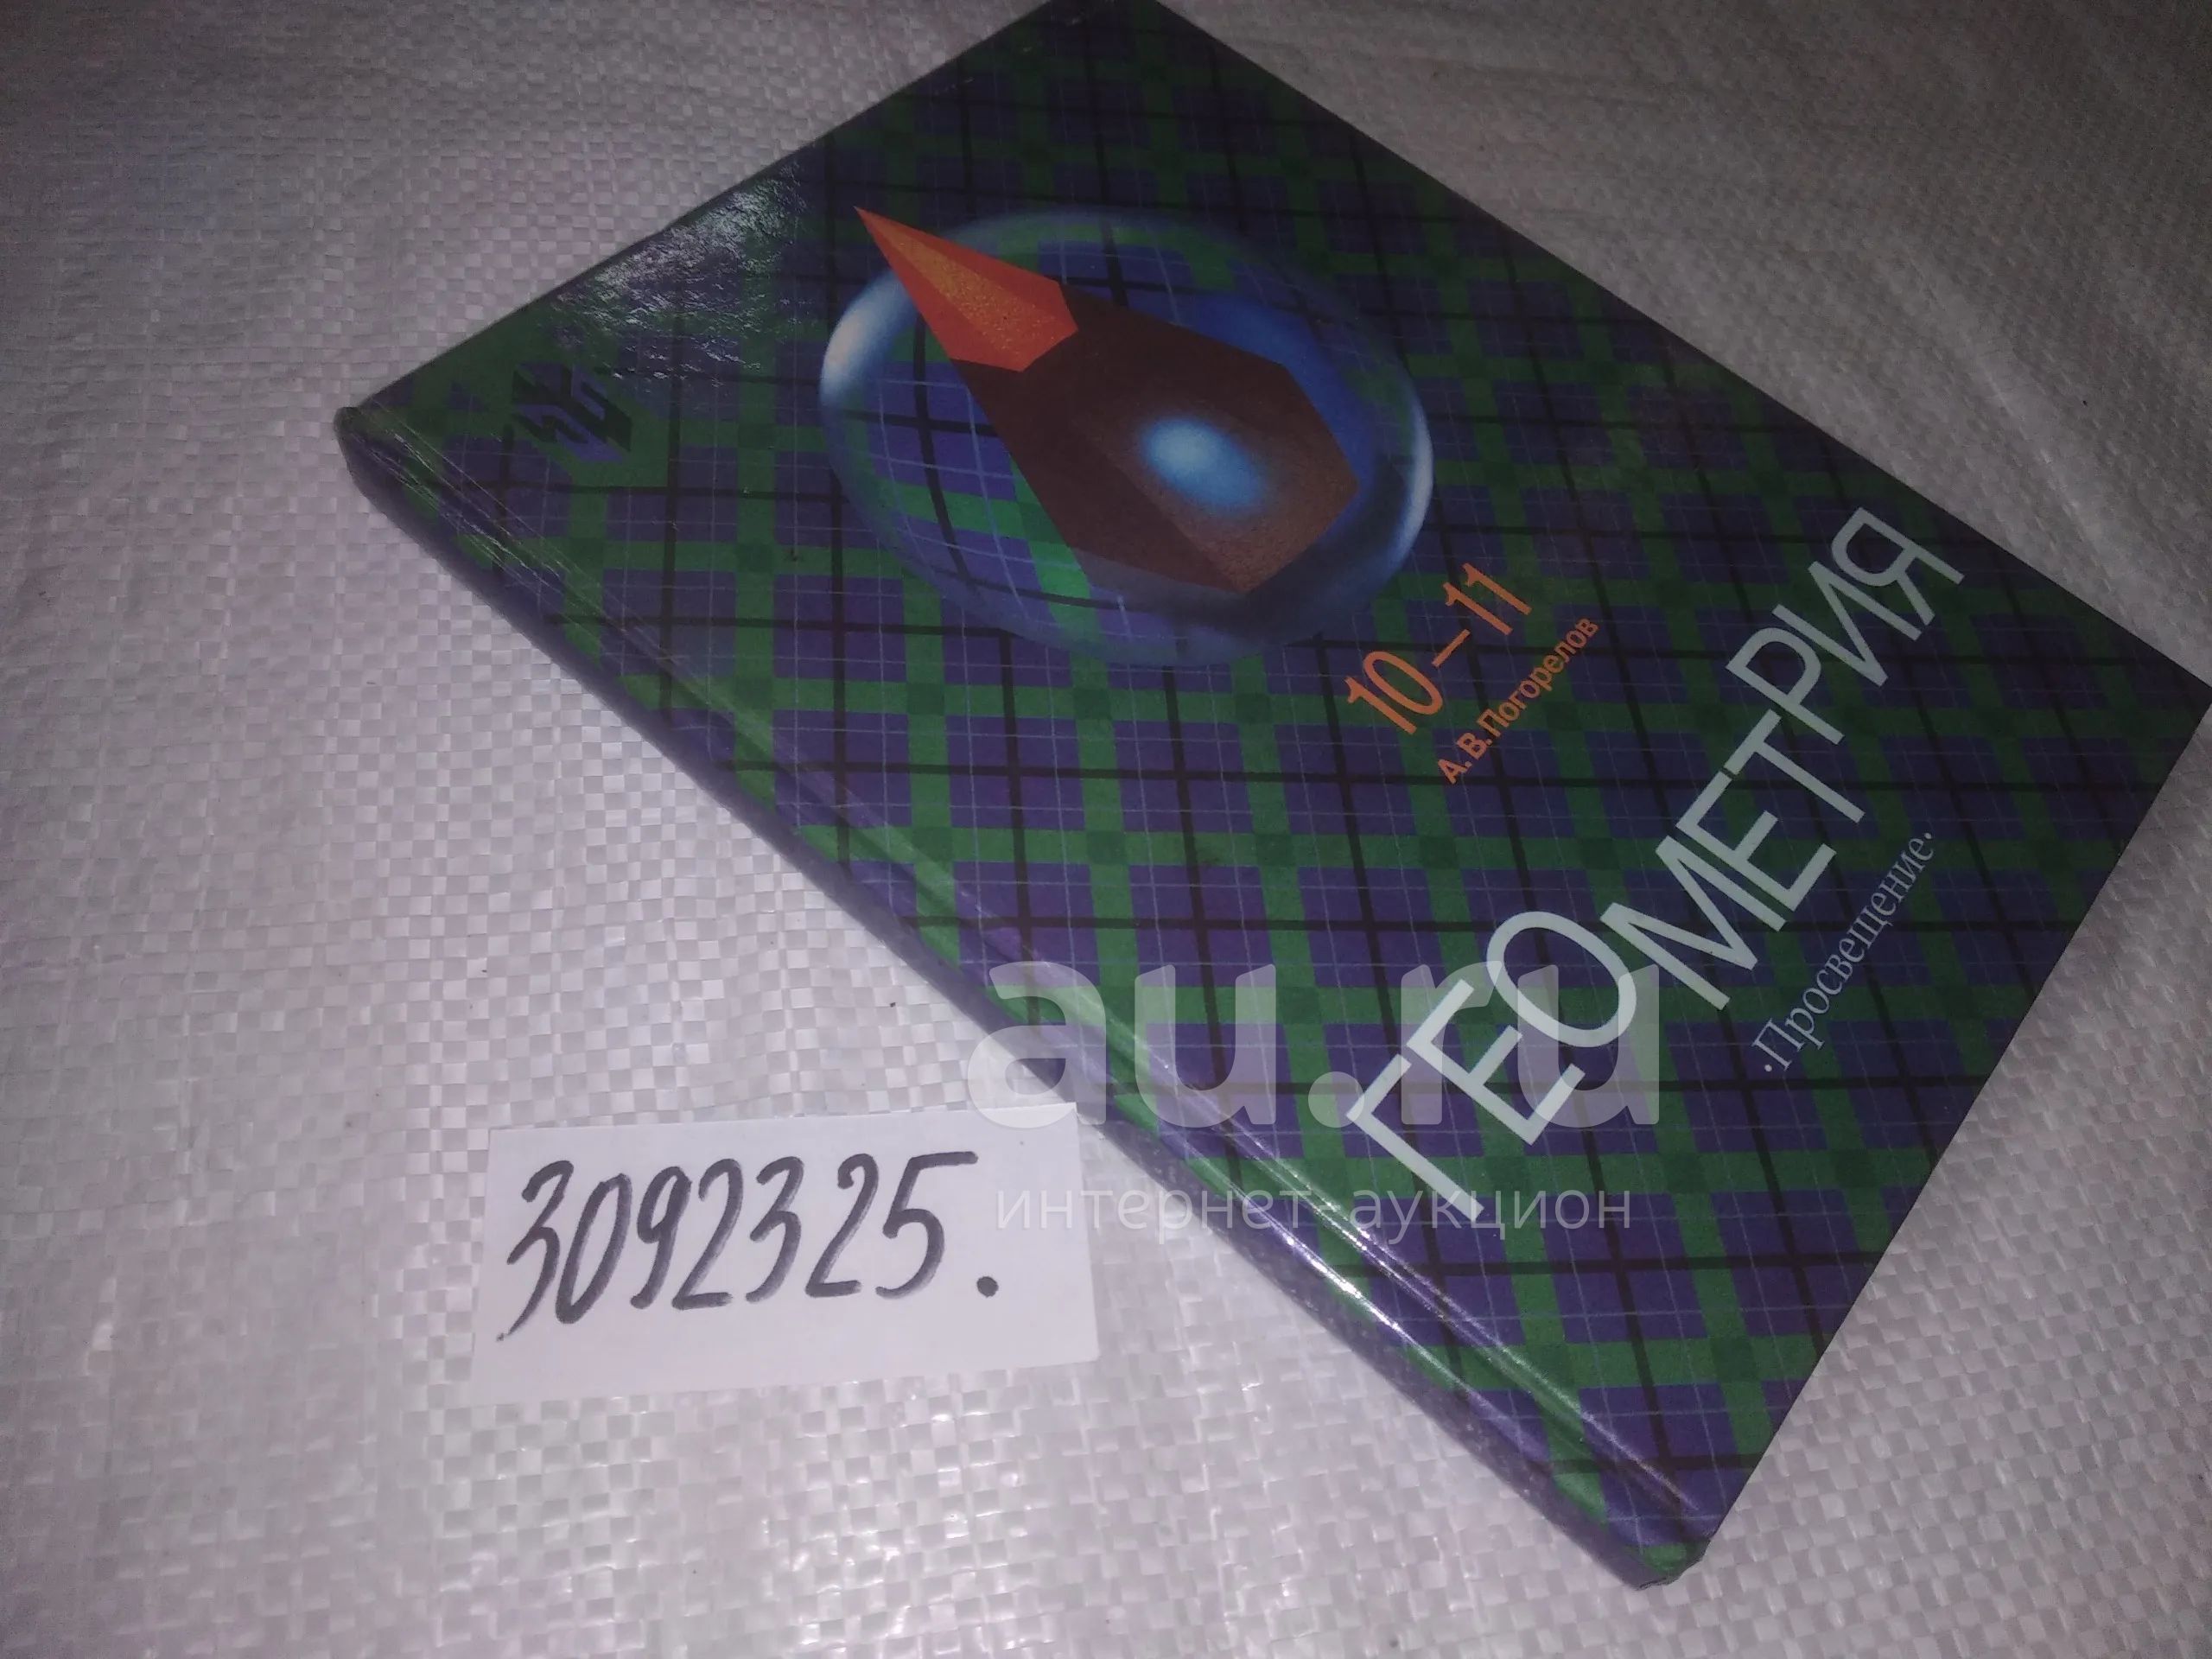 10–11
А. В. Погорелов
ГЕОМЕТРИЯ
·Просвещение·
au.ru
интернет-аукцион
3092325.